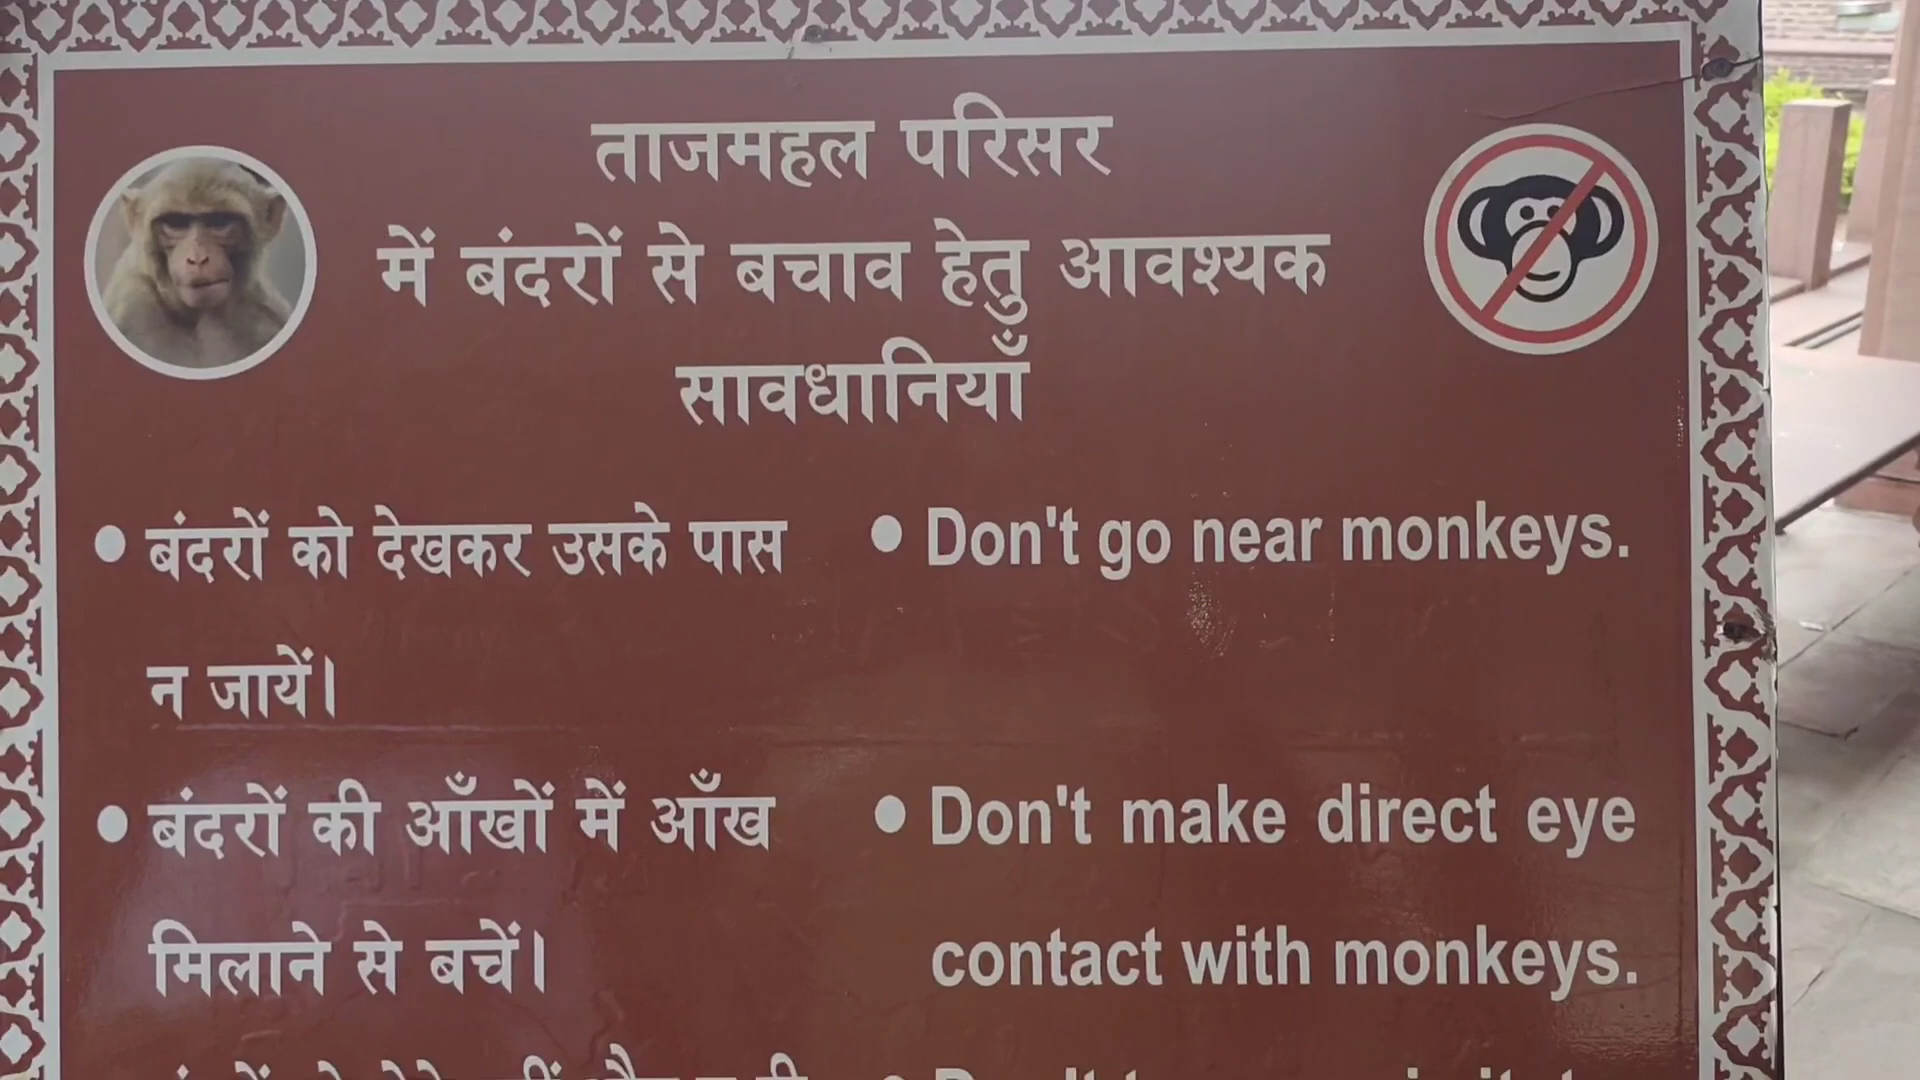 ताजमहल परिसर
में बंदरों से बचाव हेतु आवश्यक
सावधानियाँ
• बंदरों को देखकर उसके पास
न जायें।
• Don't go near monkeys.
• बंदरों की आँखों में आँख
मिलाने से बचें।
• Don't make direct eye
contact with monkeys.